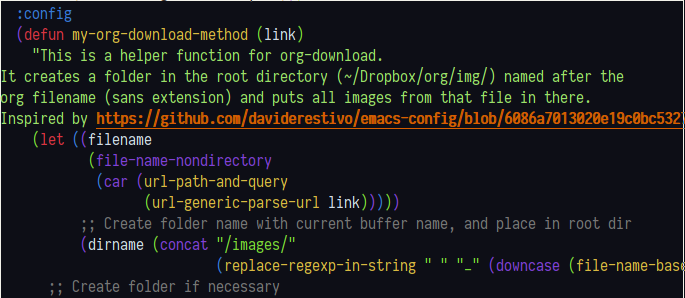 :config
(defun my-org-download-method (link)
"This is a helper function for org-download.
It creates a folder in the root directory (~/Dropbox/org/img/) named after the
org filename (sans extension) and puts all images from that file in there.
Inspired by https://github.com/daviderestivo/emacs-config/blob/6086a7013020e19c0bc532
(let ((filename
(file-name-nondirectory
(car (url-path-and-query
(url-generic-parse-url link)))))
;; Create folder name with current buffer name, and place in root dir
(dirname (concat "/images/"
(replace-regexp-in-string " " "_" (downcase (file-name-base
;; Create folder if necessary